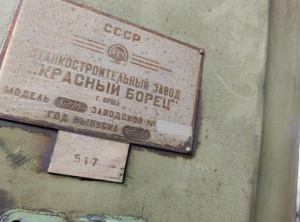 СССР
СТАНКОСТРОИТЕЛЬНЫЙ ЗАВОД
"КРАСНЫЙ БОРЕЦ"
Г. ОРША
МОДЕЛЬ ЗАВОДСКОЙ №
ГОД ВЫПУСКА
517